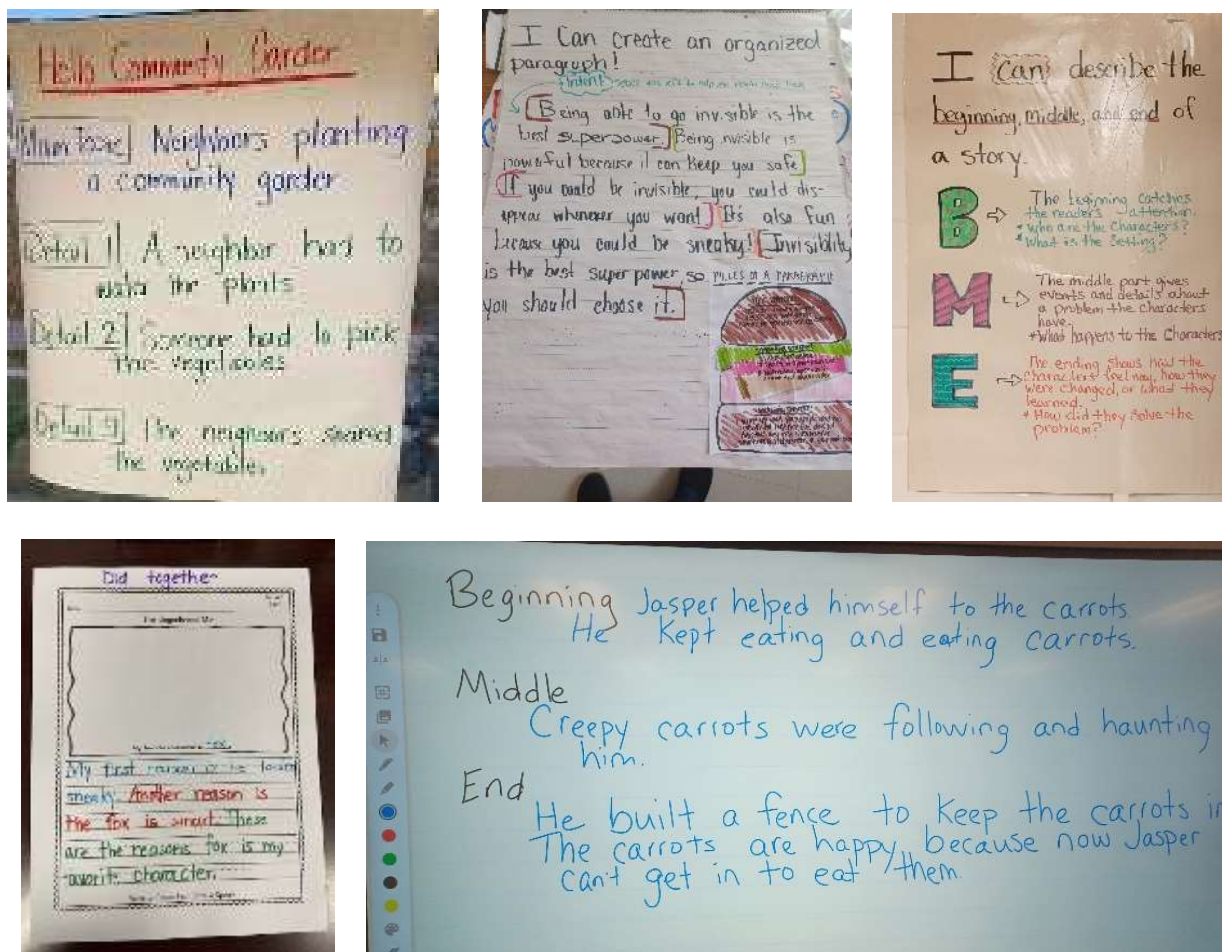 Hello Community Garder
Main Topic Neighbors planting
a community garder
Detail 1 A neighbor had to
the plants
Detail 2 Someone had to pick
the vegetables
Detail The neighbors shared
the vegetables
I Can create an organized
paragraph!
Indent
Being able to go invisible is the
best superpower. Being invisible is
powerful because it can keep you safe
If you could be invisible, you could dis-
appear whenever you want. It's also fun
because you could be sneaky! Invisiblity
is the best super power, so
you should choose it.
PIECES OF A PARAGRAPH
I can describe the
beginning, middle, and end of
a story.
B
The beginning catches
the readers attention.
* Who are the characters?
* What is the Setting?
M
The middle part gives
events and details about
a problem the characters
have.
* What happens to the Characters
E
The ending shows how the
characters feel now, how they
were changed, or what they
learned.
* How did they solve the
problem?
Did together
My first reason is he
sneaky. Another reason is
the fox is smart. These
are the reasons fox is my
favorite character.
Beginning Jasper helped himself to the carrots.
He Kept eating and eating carrots.
Middle
Creepy carrots were following and haunting
him.
End
He built a fence to Keep the carrots in
The carrots are happy because now Jasper
can't get in to eat them.